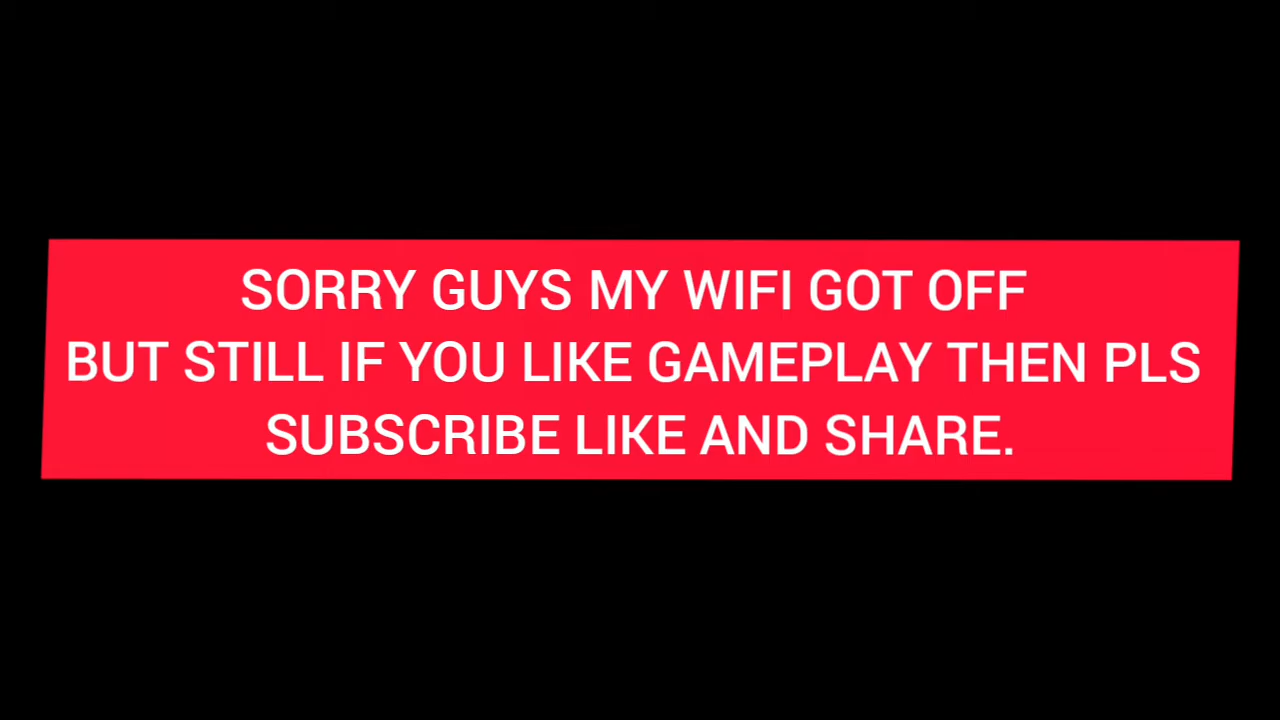 SORRY GUYS MY WIFI GOT OFF
BUT STILL IF YOU LIKE GAMEPLAY THEN PLS
SUBSCRIBE LIKE AND SHARE.